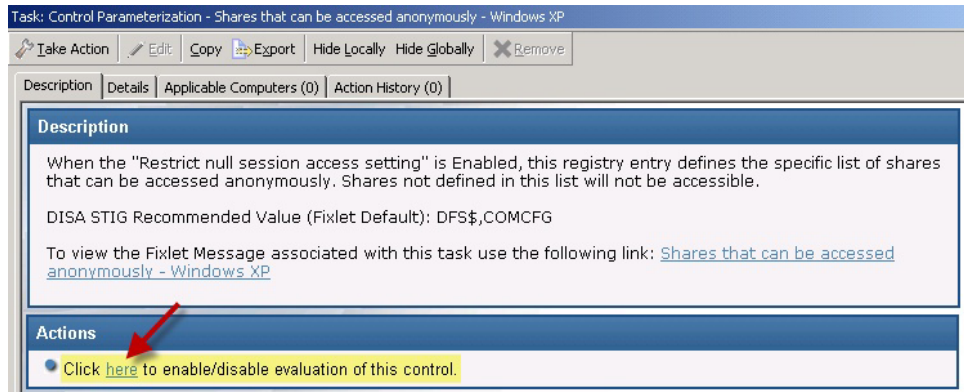 Task: Control Parameterization - Shares that can be accessed anonymously - Windows XP
Take Action Edit Copy Export Hide Locally Hide Globally Remove
Description Details Applicable Computers (0) Action History (0)
Description
When the "Restrict null session access setting" is Enabled, this registry entry defines the specific list of shares
that can be accessed anonymously. Shares not defined in this list will not be accessible.
DISA STIG Recommended Value (Fixlet Default): DFS$,COMCFG
To view the Fixlet Message associated with this task use the following link: Shares that can be accessed
anonymously - Windows XP
Actions
Click here to enable/disable evaluation of this control.